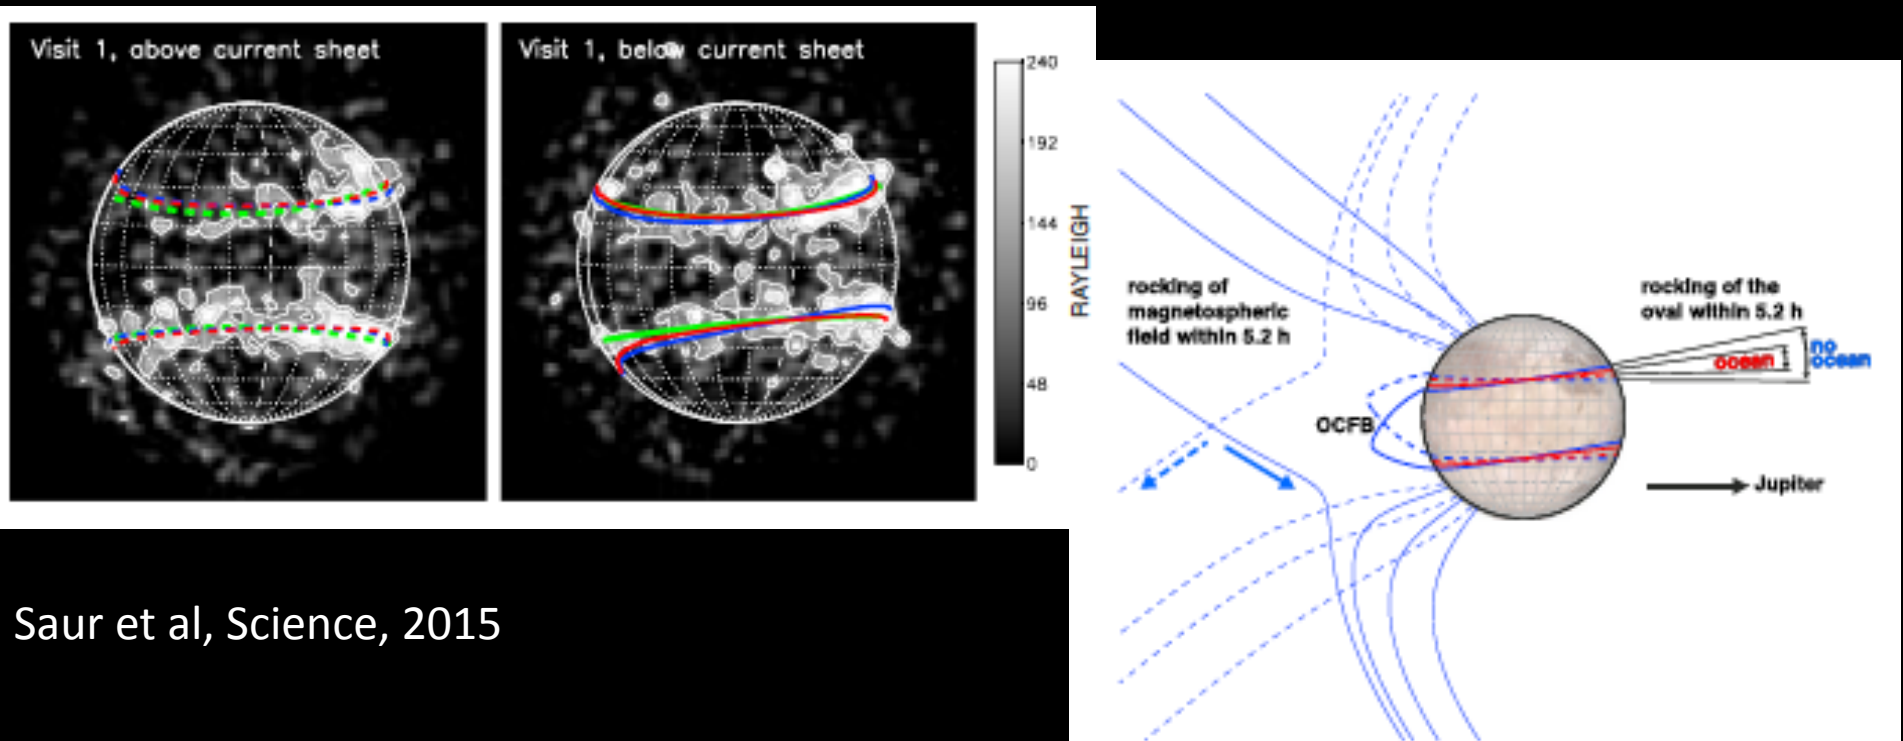 Visit 1, above current sheet
Visit 1, below current sheet
240
192
144
96
48
0
RAYLEIGH
rocking of
magnetospheric
field within 5.2 h
rocking of the
oval within 5.2 h
no
ocean
ocean
OCFB
Jupiter
Saur et al, Science, 2015